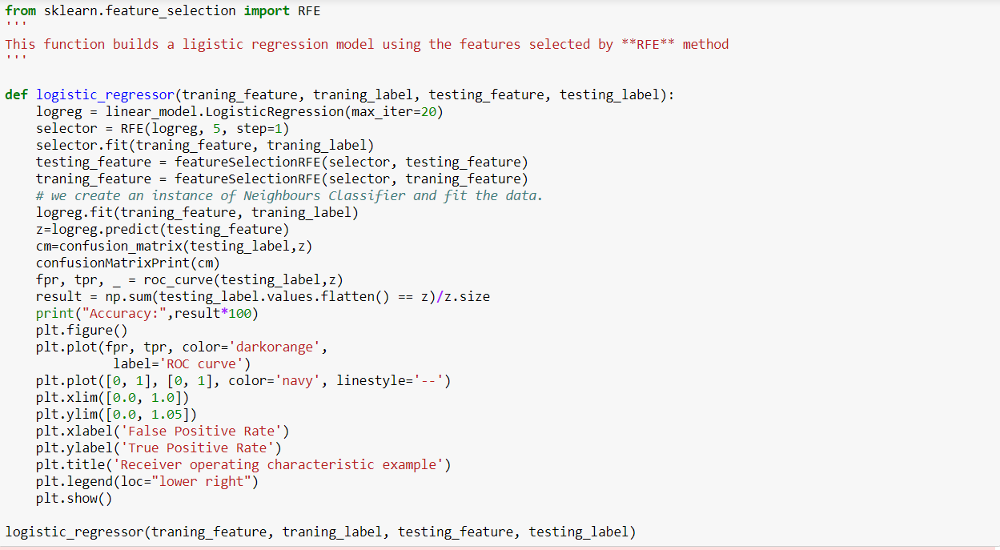 from sklearn.feature_selection import RFE
'''
This function builds a ligistic regression model using the features selected by **RFE** method
'''

def logistic_regressor(traning_feature, traning_label, testing_feature, testing_label):
    logreg = linear_model.LogisticRegression(max_iter=20)
    selector = RFE(logreg, 5, step=1)
    selector.fit(traning_feature, traning_label)
    testing_feature = featureSelectionRFE(selector, testing_feature)
    traning_feature = featureSelectionRFE(selector, traning_feature)
    # we create an instance of Neighbours Classifier and fit the data.
    logreg.fit(traning_feature, traning_label)
    z=logreg.predict(testing_feature)
    cm=confusion_matrix(testing_label,z)
    confusionMatrixPrint(cm)
    fpr, tpr, _ = roc_curve(testing_label,z)
    result = np.sum(testing_label.values.flatten() == z)/z.size
    print("Accuracy:",result*100)
    plt.figure()
    plt.plot(fpr, tpr, color='darkorange',
              label='ROC curve')
    plt.plot([0, 1], [0, 1], color='navy', linestyle='--')
    plt.xlim([0.0, 1.0])
    plt.ylim([0.0, 1.05])
    plt.xlabel('False Positive Rate')
    plt.ylabel('True Positive Rate')
    plt.title('Receiver operating characteristic example')
    plt.legend(loc="lower right")
    plt.show()

logistic_regressor(traning_feature, traning_label, testing_feature, testing_label)